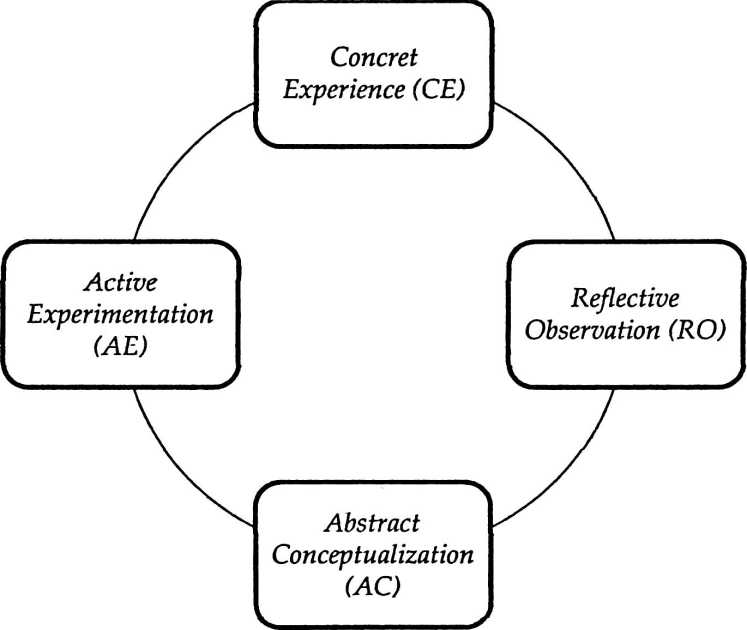 Concret
Experience (CE)
Active
Experimentation
(AE)
Reflective
Observation (RO)
Abstract
Conceptualization
(AC)